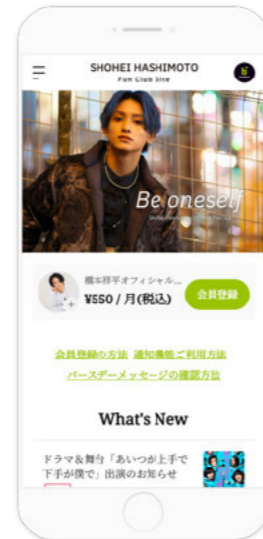 SHOHEI HASHIMOTO
Fan Club Site
Be oneself
橋本祥平オフィシャル...
¥550 / 月(税込)
会員登録
会員登録の方法 通知機能ご利用方法
バースデーメッセージの確認方法
What's New
ドラマ&舞台「あいつが上手で
下手が僕で」出演のお知らせ